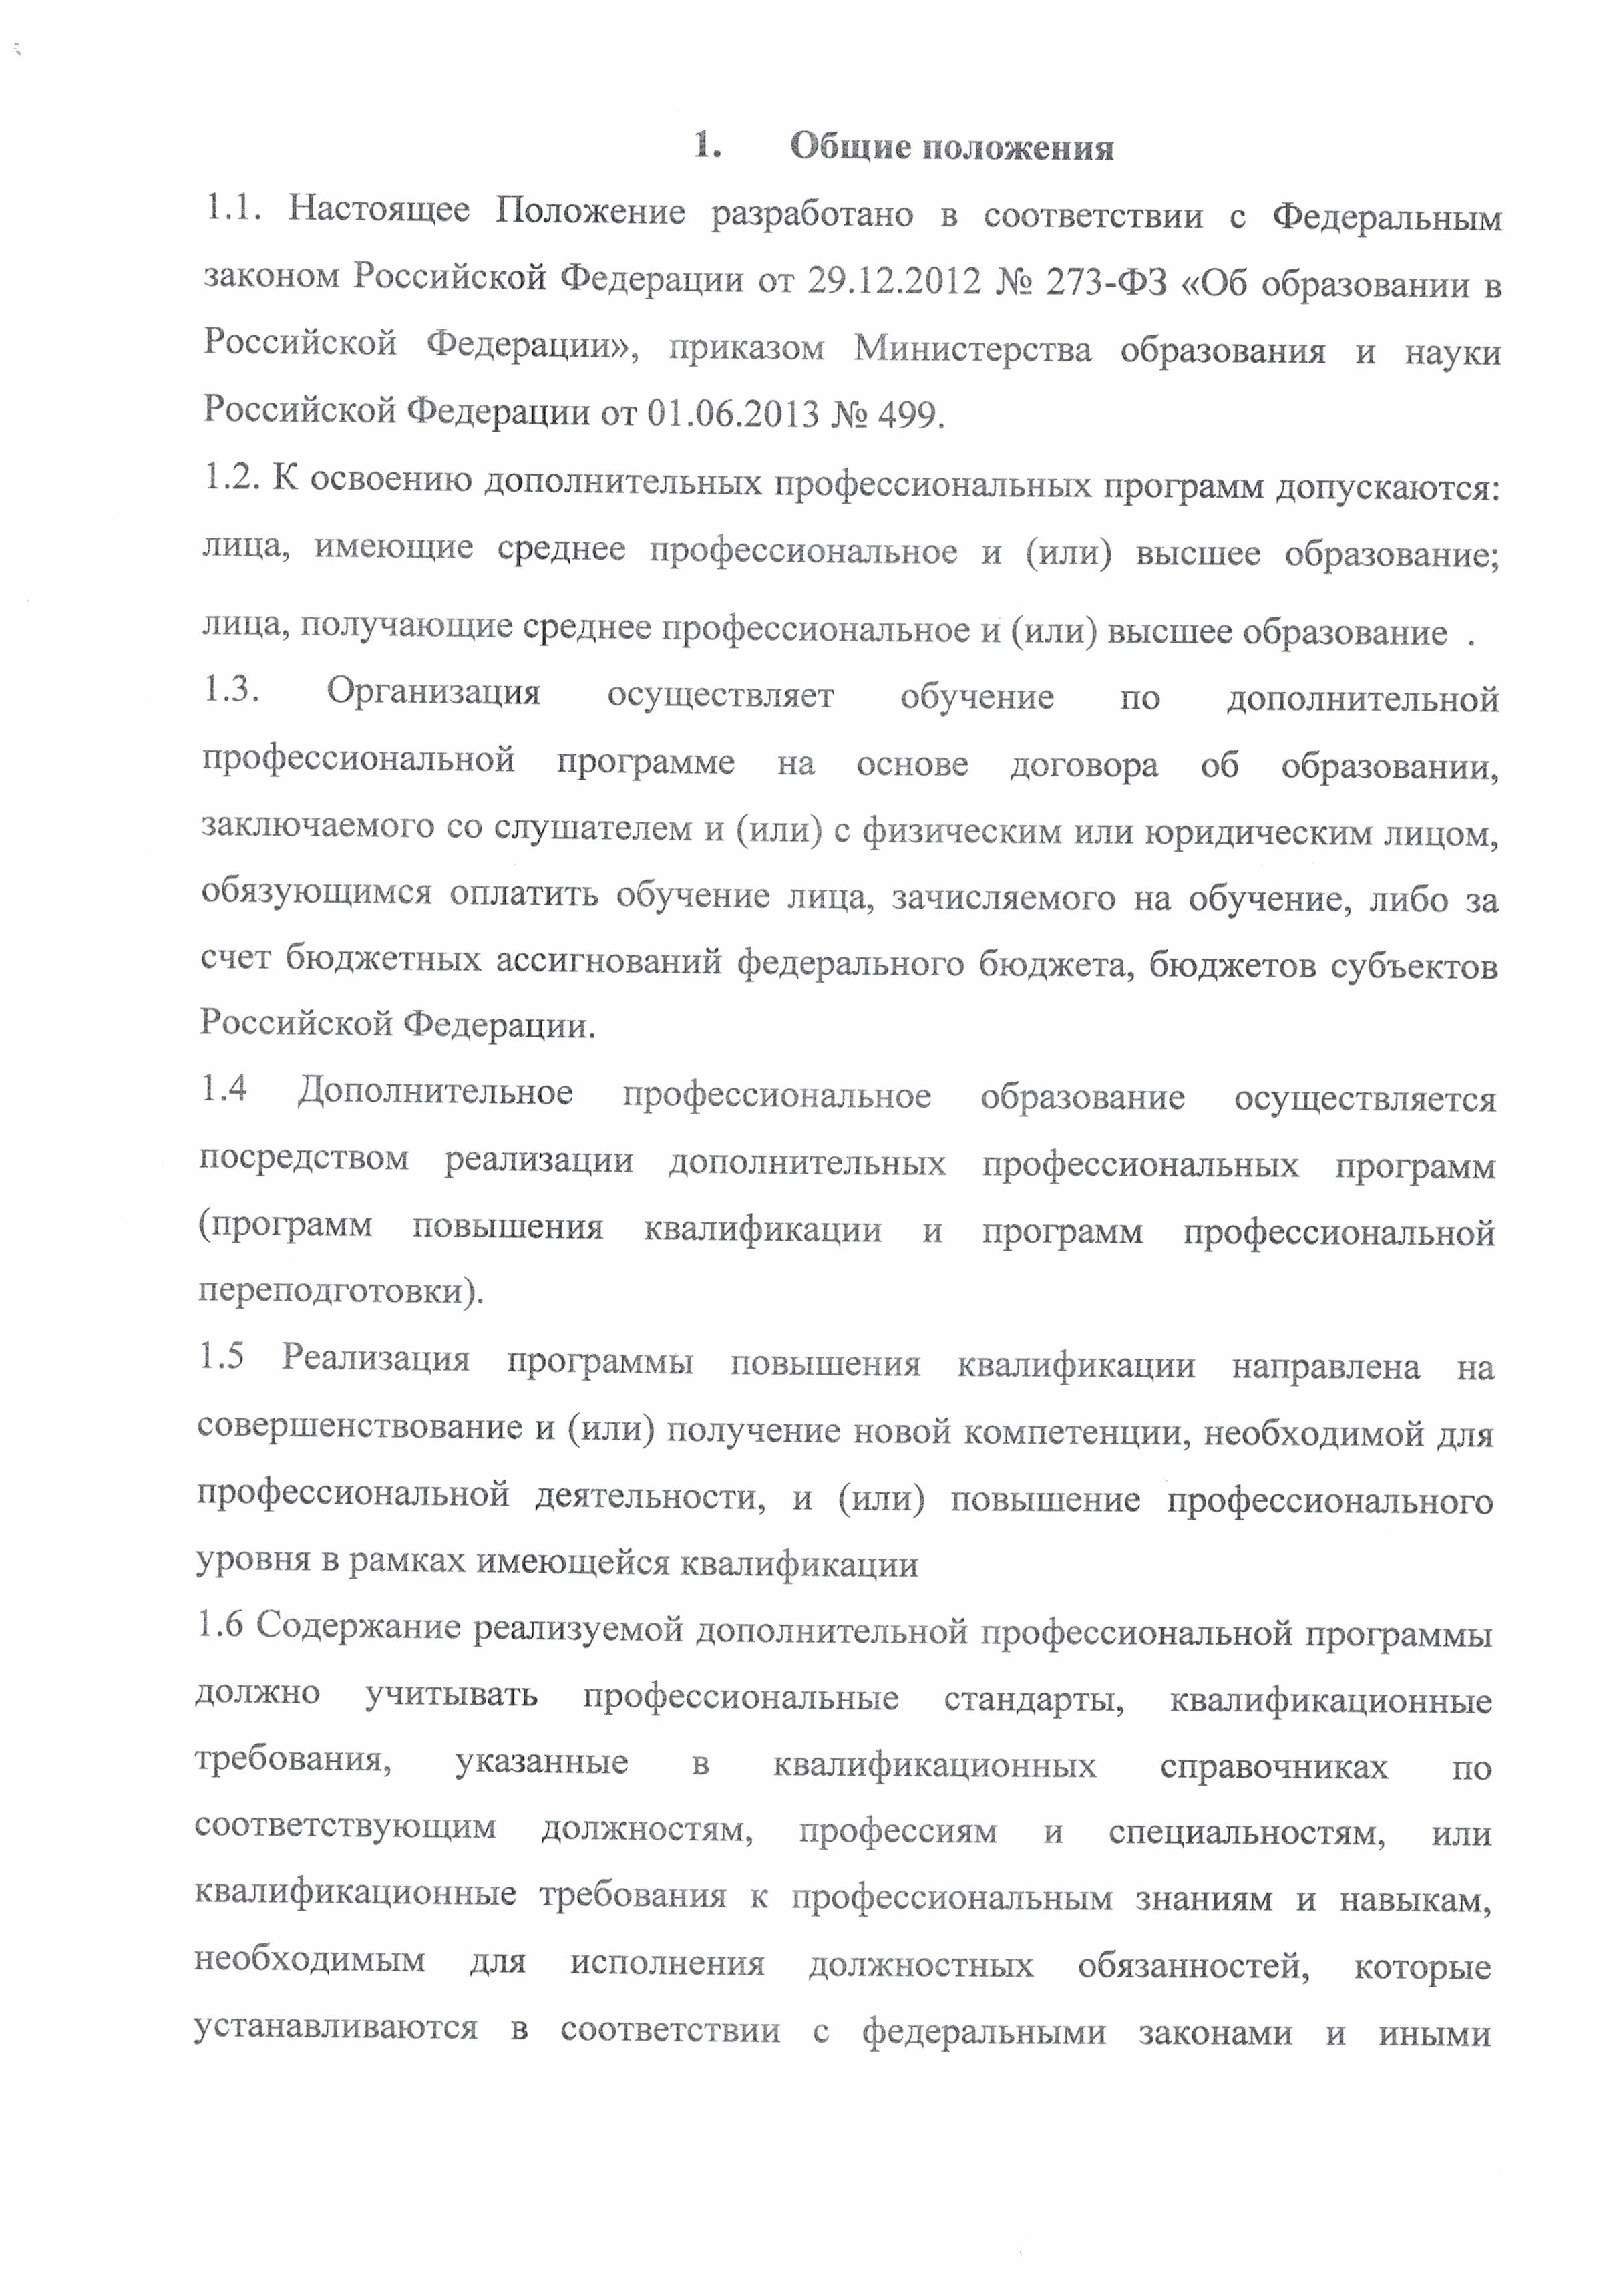 1. Общие положения
1.1. Настоящее Положение разработано в соответствии с Федеральным
законом Российской Федерации от 29.12.2012 № 273-ФЗ «Об образовании в
Российской Федерации», приказом Министерства образования и науки
Российской Федерации от 01.06.2013 № 499.
1.2. К освоению дополнительных профессиональных программ допускаются:
лица, имеющие среднее профессиональное и (или) высшее образование;
лица, получающие среднее профессиональное и (или) высшее образование .
1.3. Организация осуществляет обучение по дополнительной
профессиональной программе на основе договора об образовании,
заключаемого со слушателем и (или) с физическим или юридическим лицом,
обязующимся оплатить обучение лица, зачисляемого на обучение, либо за
счет бюджетных ассигнований федерального бюджета, бюджетов субъектов
Российской Федерации.
1.4 Дополнительное профессиональное образование осуществляется
посредством реализации дополнительных профессиональных программ
(программ повышения квалификации и программ профессиональной
переподготовки).
1.5 Реализация программы повышения квалификации направлена на
совершенствование и (или) получение новой компетенции, необходимой для
профессиональной деятельности, и (или) повышение профессионального
уровня в рамках имеющейся квалификации
1.6 Содержание реализуемой дополнительной профессиональной программы
должно учитывать профессиональные стандарты, квалификационные
требования, указанные в квалификационных справочниках по
соответствующим должностям, профессиям и специальностям, или
квалификационные требования к профессиональным знаниям и навыкам,
необходимым для исполнения должностных обязанностей, которые
устанавливаются в соответствии с федеральными законами и иными